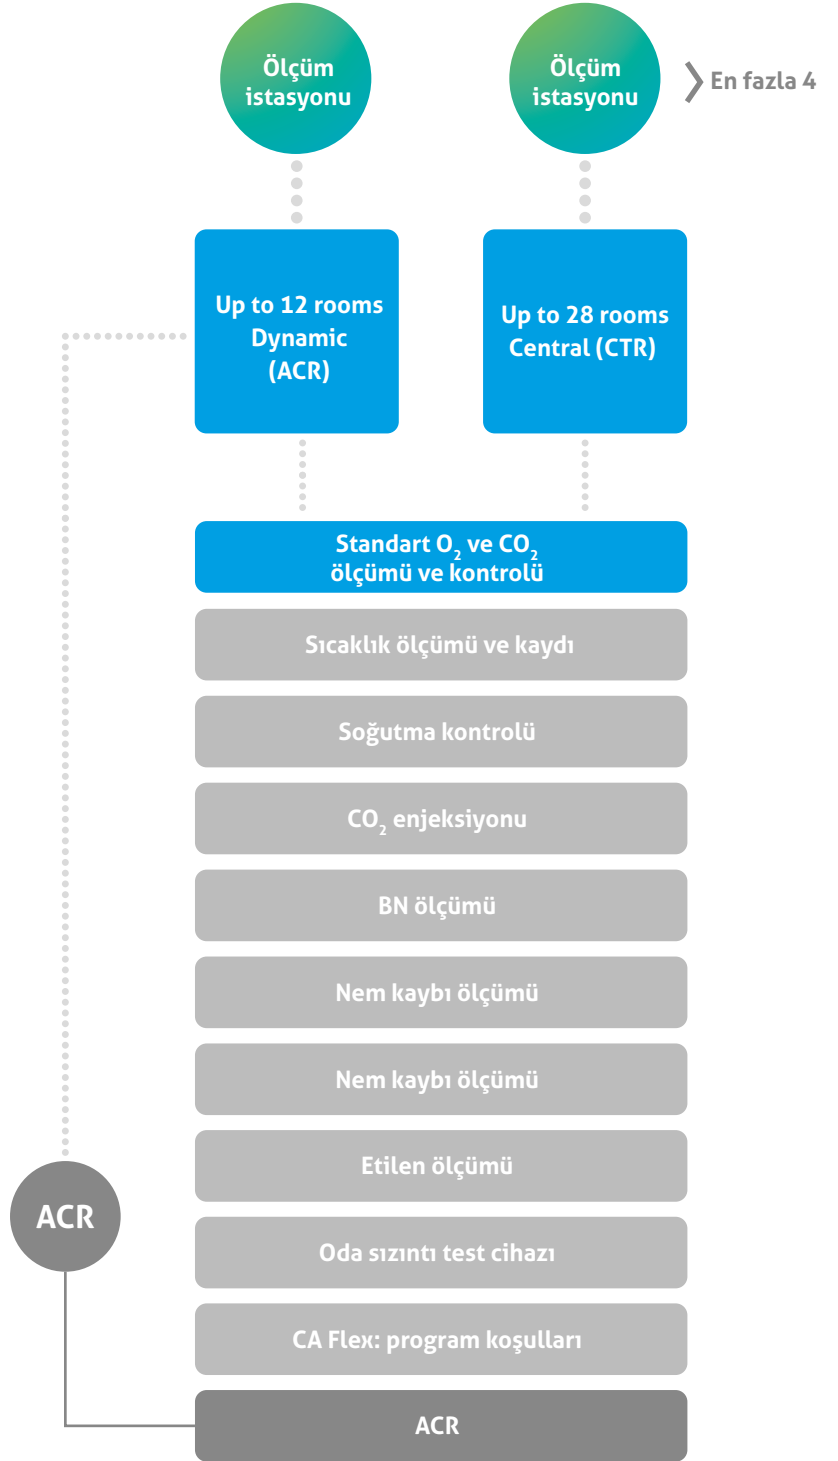 Ölçüm
istasyonu
Ölçüm
istasyonu
En fazla 4
Up to 12 rooms
Dynamic
(ACR)
Up to 28 rooms
Central (CTR)
Standart O₂ ve CO₂
ölçümü ve kontrolü
Sıcaklık ölçümü ve kaydı
Soğutma kontrolü
CO₂ enjeksiyonu
BN ölçümü
Nem kaybı ölçümü
Nem kaybı ölçümü
Etilen ölçümü
Oda sızıntı test cihazı
CA Flex: program koşulları
ACR
ACR